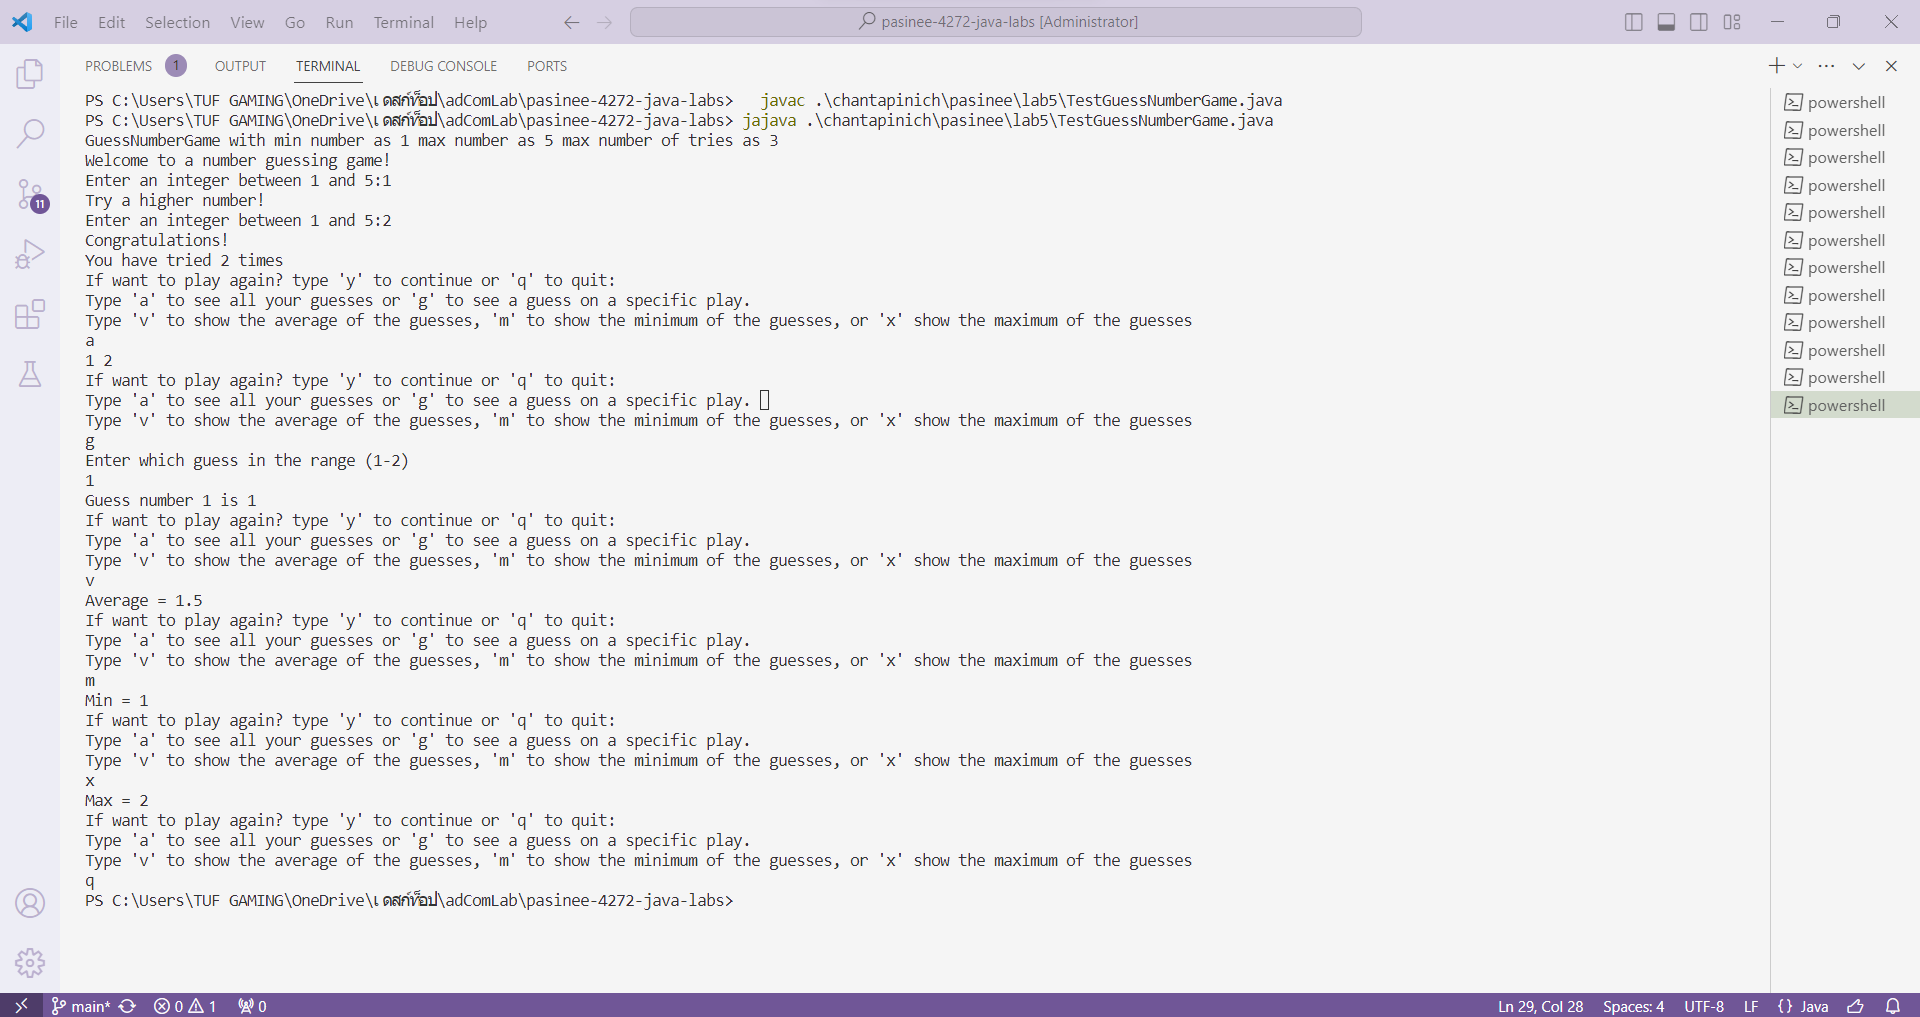 File Edit Selection View Go Run Terminal Help pasinee-4272-java-labs [Administrator]
PROBLEMS 1 OUTPUT TERMINAL DEBUG CONSOLE PORTS
PS C:\Users\TUF GAMING\OneDrive\เดสก์ท็อป\adComLab\pasinee-4272-java-labs> javac .\chantapinich\pasinee\lab5\TestGuessNumberGame.java
PS C:\Users\TUF GAMING\OneDrive\เดสก์ท็อป\adComLab\pasinee-4272-java-labs> jajava .\chantapinich\pasinee\lab5\TestGuessNumberGame.java
GuessNumberGame with min number as 1 max number as 5 max number of tries as 3
Welcome to a number guessing game!
Enter an integer between 1 and 5:1
Try a higher number!
Enter an integer between 1 and 5:2
Congratulations!
You have tried 2 times
If want to play again? type 'y' to continue or 'q' to quit:
Type 'a' to see all your guesses or 'g' to see a guess on a specific play.
Type 'v' to show the average of the guesses, 'm' to show the minimum of the guesses, or 'x' show the maximum of the guesses
a
1 2
If want to play again? type 'y' to continue or 'q' to quit:
Type 'a' to see all your guesses or 'g' to see a guess on a specific play.
Type 'v' to show the average of the guesses, 'm' to show the minimum of the guesses, or 'x' show the maximum of the guesses
g
Enter which guess in the range (1-2)
1
Guess number 1 is 1
If want to play again? type 'y' to continue or 'q' to quit:
Type 'a' to see all your guesses or 'g' to see a guess on a specific play.
Type 'v' to show the average of the guesses, 'm' to show the minimum of the guesses, or 'x' show the maximum of the guesses
v
Average = 1.5
If want to play again? type 'y' to continue or 'q' to quit:
Type 'a' to see all your guesses or 'g' to see a guess on a specific play.
Type 'v' to show the average of the guesses, 'm' to show the minimum of the guesses, or 'x' show the maximum of the guesses
m
Min = 1
If want to play again? type 'y' to continue or 'q' to quit:
Type 'a' to see all your guesses or 'g' to see a guess on a specific play.
Type 'v' to show the average of the guesses, 'm' to show the minimum of the guesses, or 'x' show the maximum of the guesses
x
Max = 2
If want to play again? type 'y' to continue or 'q' to quit:
Type 'a' to see all your guesses or 'g' to see a guess on a specific play.
Type 'v' to show the average of the guesses, 'm' to show the minimum of the guesses, or 'x' show the maximum of the guesses
q
PS C:\Users\TUF GAMING\OneDrive\เดสก์ท็อป\adComLab\pasinee-4272-java-labs>
powershell
powershell
powershell
powershell
powershell
powershell
powershell
powershell
powershell
powershell
powershell
powershell
11
main* 0 1 0 Ln 29, Col 28 Spaces: 4 UTF-8 LF {} Java